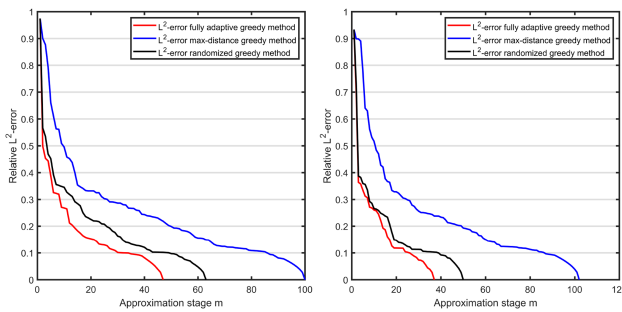 L2-error fully adaptive greedy method
L2-error max-distance greedy method
L2-error randomized greedy method
Relative L2-error
1
0.9
0.8
0.7
0.6
0.5
0.4
0.3
0.2
0.1
0
0 20 40 60 80 100
Approximation stage m
L2-error fully adaptive greedy method
L2-error max-distance greedy method
L2-error randomized greedy method
Relative L2-error
1
0.9
0.8
0.7
0.6
0.5
0.4
0.3
0.2
0.1
0
0 20 40 60 80 100 12
Approximation stage m